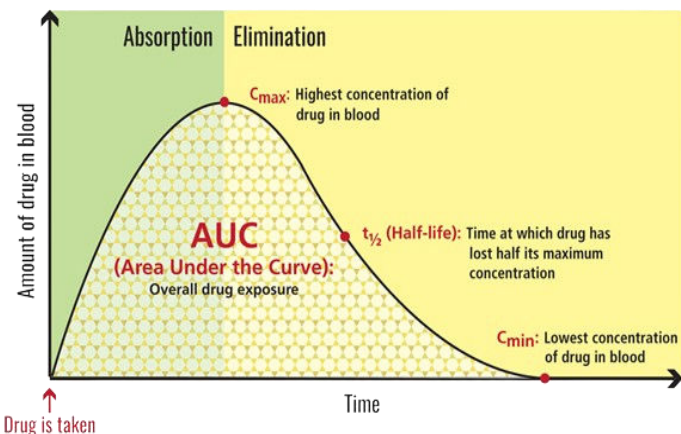 Absorption
Elimination
Cmax: Highest concentration of
drug in blood
Amount of drug in blood
AUC
(Area Under the Curve):
Overall drug exposure
t½ (Half-life): Time at which drug has
lost half its maximum
concentration
Cmin: Lowest concentration
of drug in blood
Time
Drug is taken